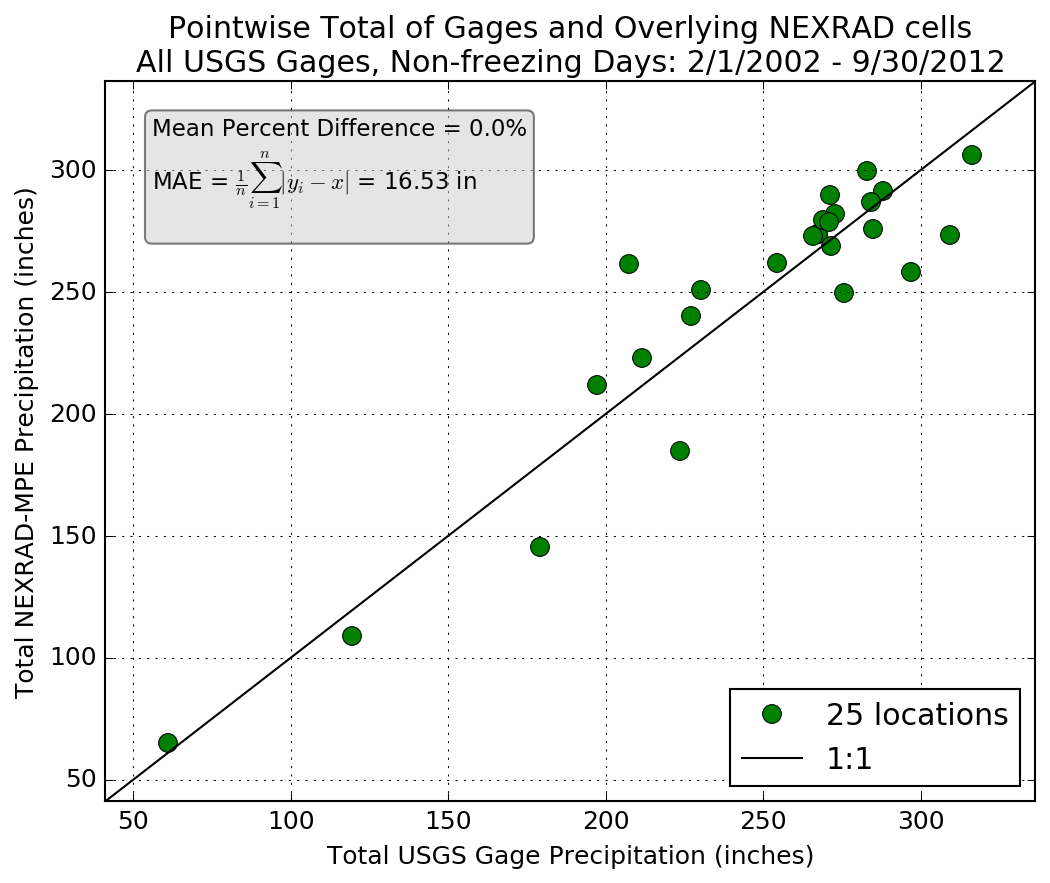 Pointwise Total of Gages and Overlying NEXRAD cells
All USGS Gages, Non-freezing Days: 2/1/2002 - 9/30/2012
Mean Percent Difference = 0.0%
MAE = \frac{1}{n}\sum_{i=1}^{n}|y_i − x| = 16.53 in
Total NEXRAD-MPE Precipitation (inches)
300
250
200
150
100
50
25 locations
1:1
50 100 150 200 250 300
Total USGS Gage Precipitation (inches)